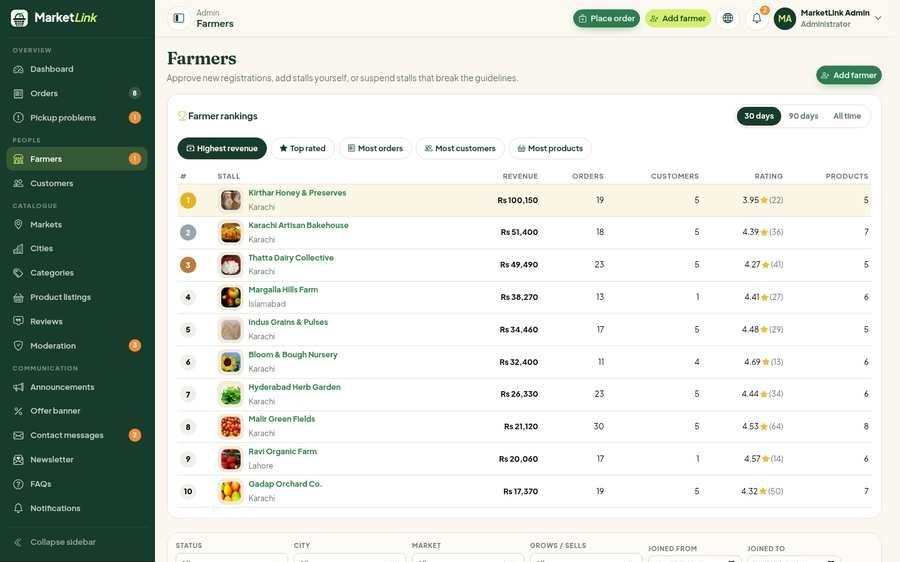 MarketLink
OVERVIEW
Dashboard
Orders 8
Pickup problems 1
PEOPLE
Farmers 1
Customers
CATALOGUE
Markets
Cities
Categories
Product listings
Reviews
Moderation 3
COMMUNICATION
Announcements
Offer banner
Contact messages 2
Newsletter
FAQs
Notifications
Collapse sidebar
Admin
Farmers
Place order
Add farmer
2
MA
MarketLink Admin
Administrator
Farmers
Approve new registrations, add stalls yourself, or suspend stalls that break the guidelines.
Add farmer
Farmer rankings
30 days 90 days All time
Highest revenue Top rated Most orders Most customers Most products
# STALL REVENUE ORDERS CUSTOMERS RATING PRODUCTS
1 Kirthar Honey & Preserves Rs 100,150 19 5 3.95 (22) 5
Karachi
2 Karachi Artisan Bakehouse Rs 51,400 18 5 4.39 (36) 7
Karachi
3 Thatta Dairy Collective Rs 49,490 23 5 4.27 (41) 5
Karachi
4 Margalla Hills Farm Rs 38,270 13 1 4.41 (27) 6
Islamabad
5 Indus Grains & Pulses Rs 34,460 17 5 4.48 (29) 5
Karachi
6 Bloom & Bough Nursery Rs 32,400 11 4 4.69 (13) 6
Karachi
7 Hyderabad Herb Garden Rs 26,330 23 5 4.44 (34) 6
Karachi
8 Malir Green Fields Rs 21,120 30 5 4.53 (64) 8
Karachi
9 Ravi Organic Farm Rs 20,060 17 1 4.57 (14) 6
Lahore
10 Gadap Orchard Co. Rs 17,370 19 5 4.32 (50) 7
Karachi
STATUS CITY MARKET GROWS / SELLS JOINED FROM JOINED TO